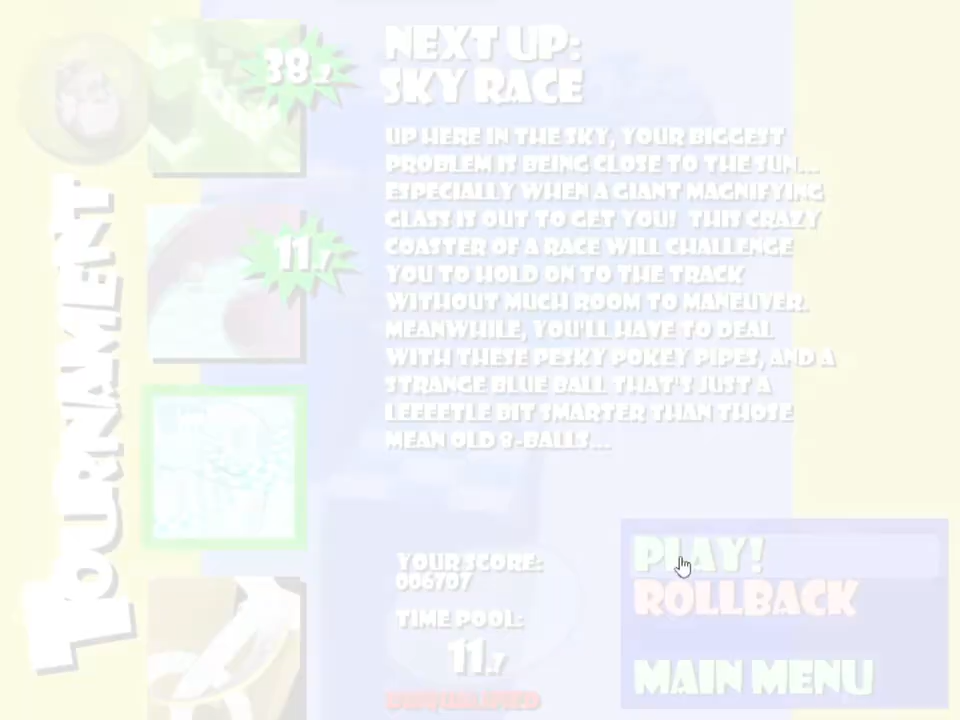 38.2
11.7
TOURNAMENT
NEXT UP:
SKY RACE
UP HERE IN THE SKY, YOUR BIGGEST
PROBLEM IS BEING CLOSE TO THE SUN...
ESPECIALLY WHEN A GIANT MAGNIFYING
GLASS IS OUT TO GET YOU! THIS CRAZY
COASTER OF A RACE WILL CHALLENGE
YOU TO HOLD ON TO THE TRACK
WITHOUT MUCH ROOM TO MANEUVER.
MEANWHILE, YOU'LL HAVE TO DEAL
WITH THESE PESKY POKEY PIPES, AND A
STRANGE BLUE BALL THAT'S JUST A
LEEEETLE BIT SMARTER THAN THOSE
MEAN OLD 8-BALLS...
YOUR SCORE:
006707
TIME POOL:
11.7
DISQUALIFIED
PLAY!
ROLLBACK
MAIN MENU